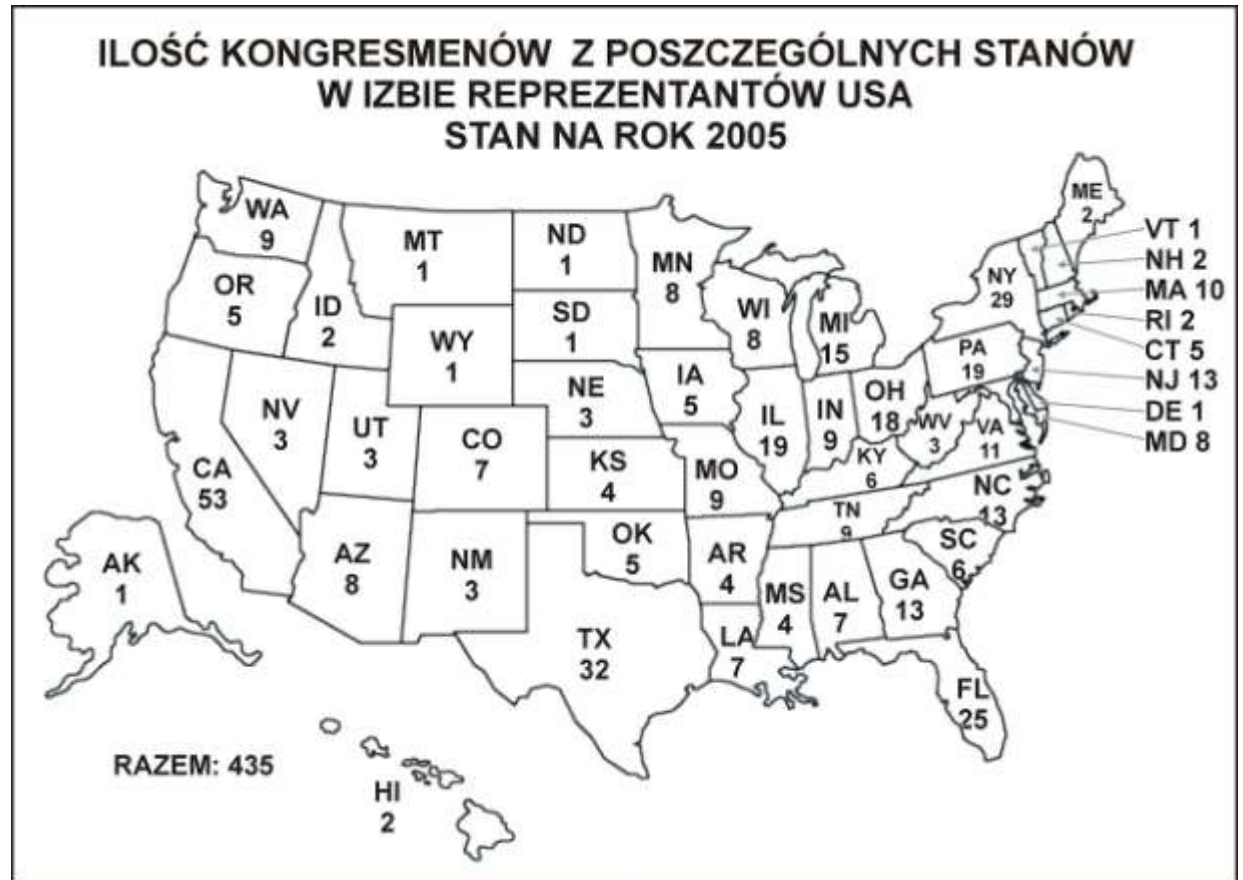 ILOŚĆ KONGRESMENÓW Z POSZCZEGÓLNYCH STANÓW
W IZBIE REPREZENTANTÓW USA
STAN NA ROK 2005
WA
9
OR
5
ID
2
MT
1
WY
1
ND
1
SD
1
NE
3
KS
4
OK
5
TX
32
NM
3
CO
7
UT
3
AZ
8
NV
3
CA
53
AK
1
HI
2
MN
8
IA
5
MO
9
AR
4
LA
7
WI
8
IL
19
MI
15
IN
9
OH
18
KY
6
TN
9
MS
4
AL
7
GA
13
FL
25
SC
6
NC
13
VA
11
WV
3
PA
19
NY
29
ME
2
VT 1
NH 2
MA 10
RI 2
CT 5
NJ 13
DE 1
MD 8
RAZEM: 435